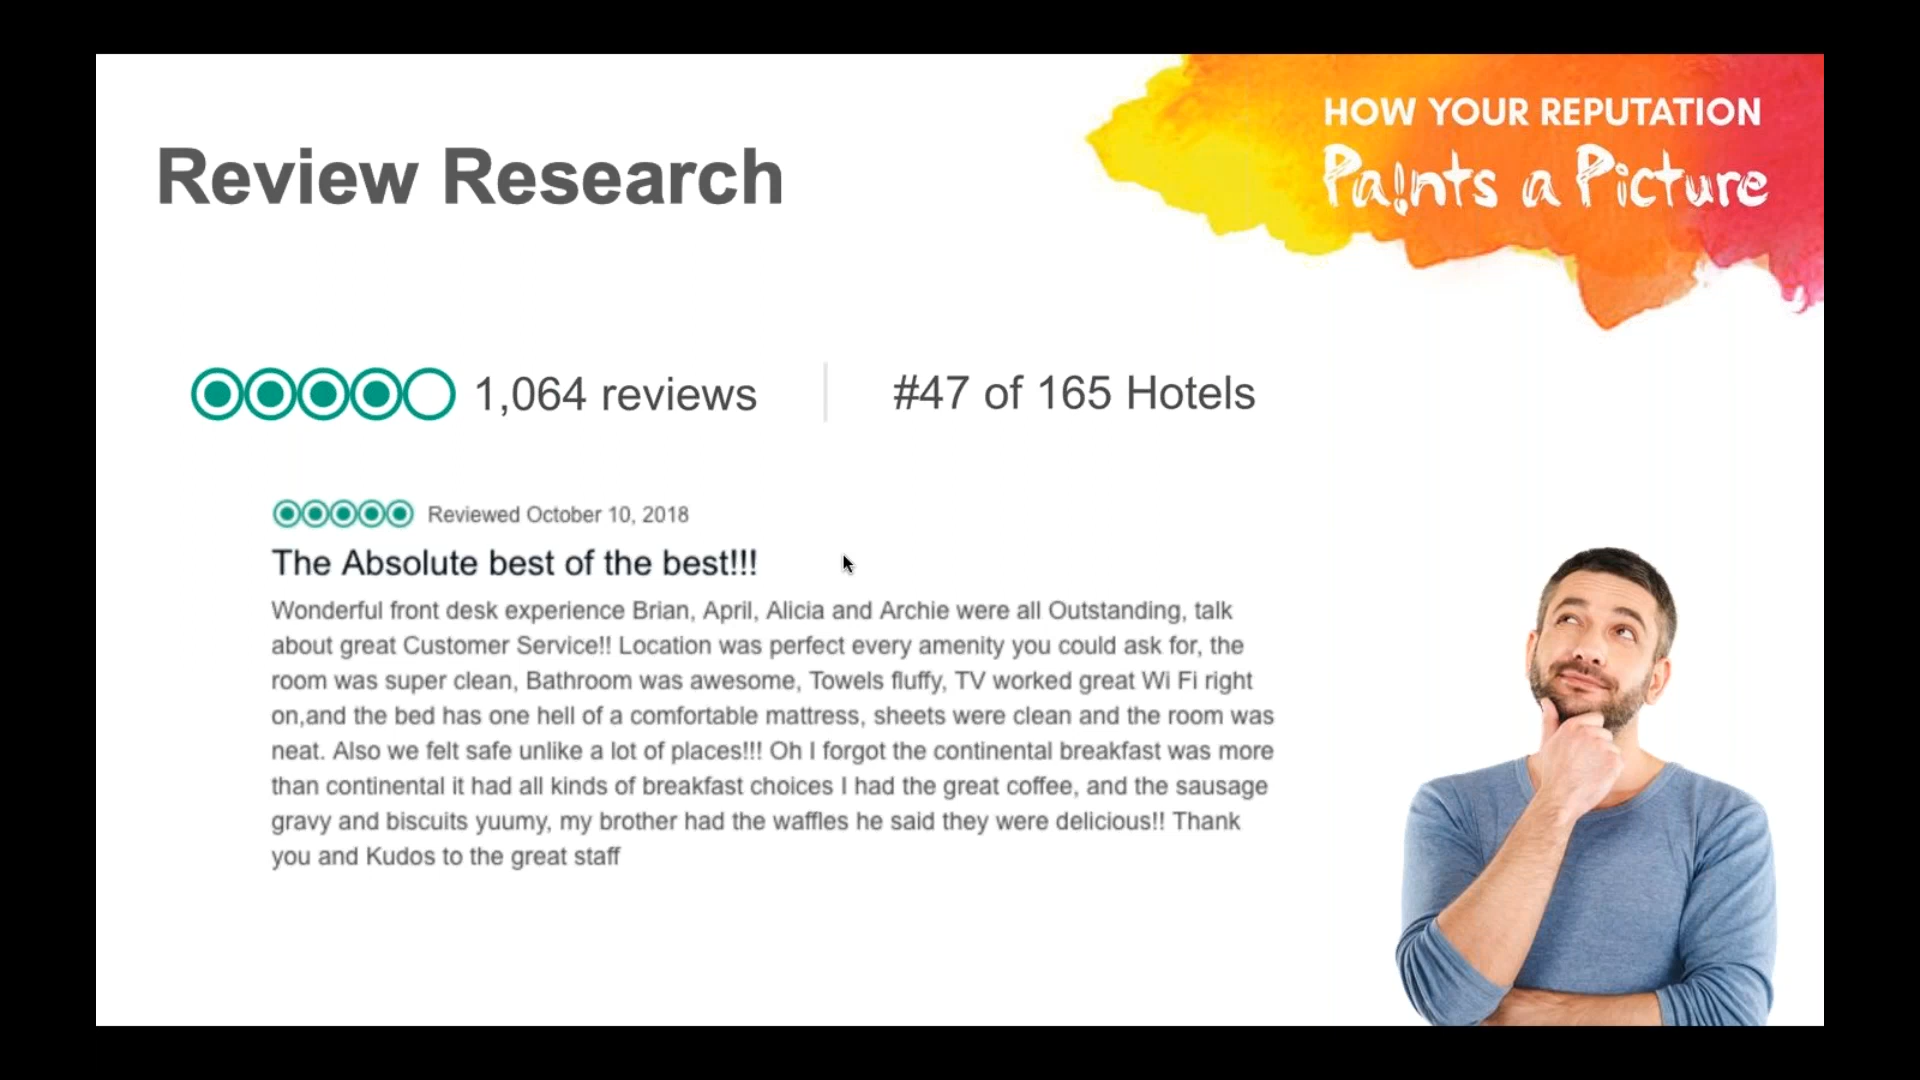 HOW YOUR REPUTATION
Pa!nts a Picture
Review Research
1,064 reviews
#47 of 165 Hotels
Reviewed October 10, 2018
The Absolute best of the best!!!
Wonderful front desk experience Brian, April, Alicia and Archie were all Outstanding, talk
about great Customer Service!! Location was perfect every amenity you could ask for, the
room was super clean, Bathroom was awesome, Towels fluffy, TV worked great Wi Fi right
on,and the bed has one hell of a comfortable mattress, sheets were clean and the room was
neat. Also we felt safe unlike a lot of places!!! Oh I forgot the continental breakfast was more
than continental it had all kinds of breakfast choices I had the great coffee, and the sausage
gravy and biscuits yuumy, my brother had the waffles he said they were delicious!! Thank
you and Kudos to the great staff